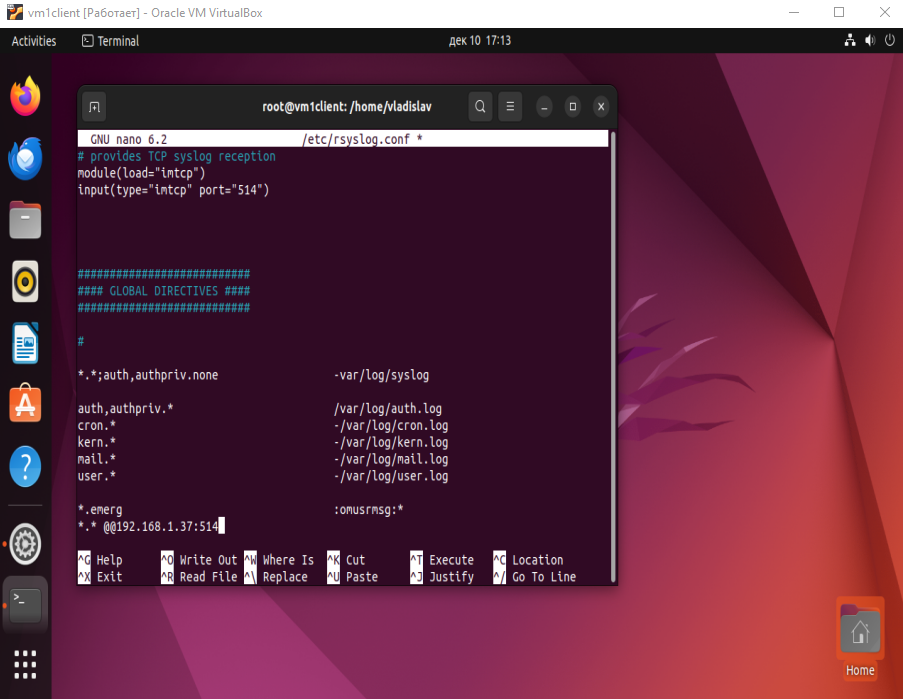 vm1client [Работает] - Oracle VM VirtualBox
Activities Terminal дек 10 17:13
root@vm1client: /home/vladislav
GNU nano 6.2 /etc/rsyslog.conf *
# provides TCP syslog reception
module(load="imtcp")
input(type="imtcp" port="514")
###########################
#### GLOBAL DIRECTIVES ####
###########################
#
*.*;auth,authpriv.none -var/log/syslog
auth,authpriv.* /var/log/auth.log
cron.* -/var/log/cron.log
kern.* -/var/log/kern.log
mail.* -/var/log/mail.log
user.* -/var/log/user.log
*.emerg :omusrmsg:*
*.* @@192.168.1.37:514
^G Help ^O Write Out ^W Where Is ^K Cut ^T Execute ^C Location
^X Exit ^R Read File ^\ Replace ^U Paste ^J Justify ^/ Go To Line
Home